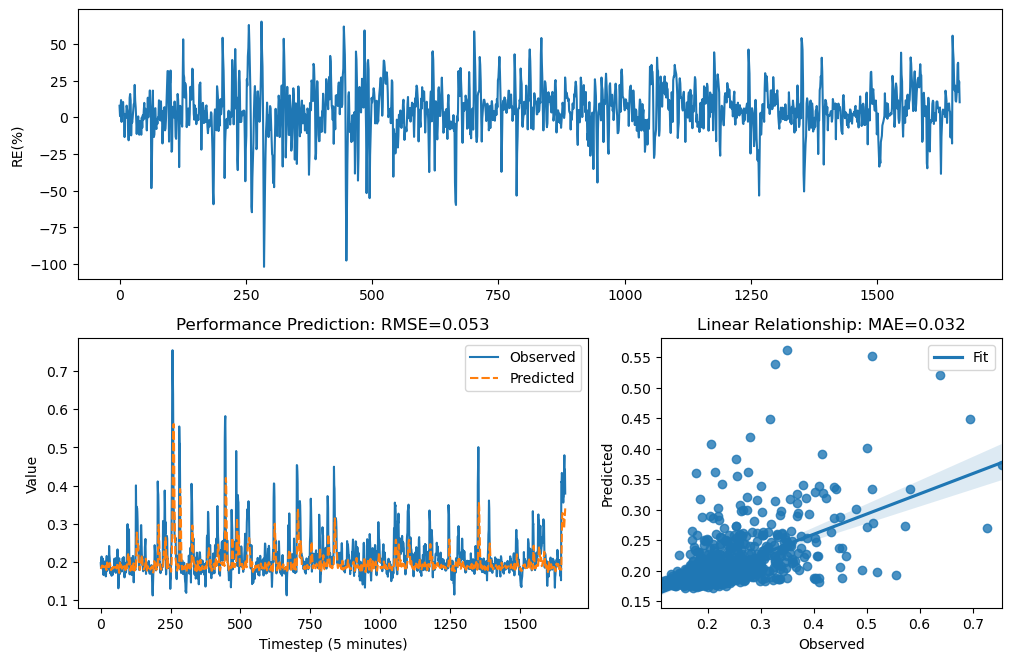 RE(%)
50
25
0
−25
−50
−75
−100
0 250 500 750 1000 1250 1500
Performance Prediction: RMSE=0.053
Value
0.7
0.6
0.5
0.4
0.3
0.2
0.1
Observed
Predicted
0 250 500 750 1000 1250 1500
Timestep (5 minutes)
Linear Relationship: MAE=0.032
Predicted
0.55
0.50
0.45
0.40
0.35
0.30
0.25
0.20
0.15
Fit
0.2 0.3 0.4 0.5 0.6 0.7
Observed